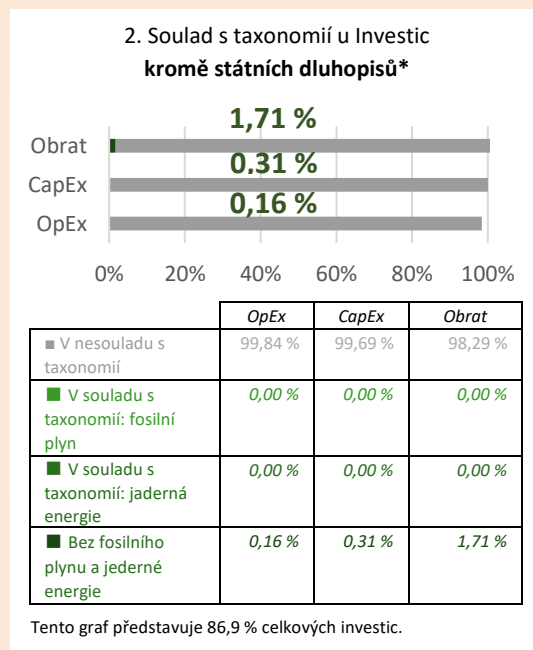 2. Soulad s taxonomií u Investic
kromě státních dluhopisů*
1,71 %
Obrat
0,31 %
CapEx
0,16 %
OpEx
0% 20% 40% 60% 80% 100%
OpEx CapEx Obrat
■ V nesouladu s 99,84 % 99,69 % 98,29 %
taxonomií
■ V souladu s 0,00 % 0,00 % 0,00 %
taxonomií: fosilní
plyn
■ V souladu s 0,00 % 0,00 % 0,00 %
taxonomií: jaderná
energie
■ Bez fosilního 0,16 % 0,31 % 1,71 %
plynu a jederné
energie
Tento graf představuje 86,9 % celkových investic.